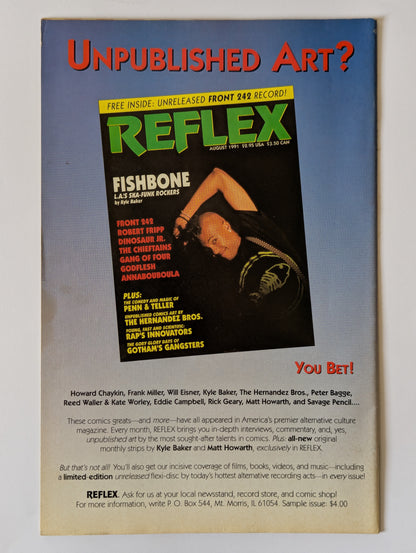 UNPUBLISHED ART?
FREE INSIDE: UNRELEASED FRONT 242 RECORD!
REFLEX
AUGUST 1991 $2.95 USA $3.50 CAN
FISHBONE
L.A.'S SKA-FUNK ROCKERS
by Kyle Baker
FRONT 242
ROBERT FRIPP
DINOSAUR JR.
THE CHIEFTAINS
GANG OF FOUR
GODFLESH
ANNABOUBOULA
PLUS:
THE COMEDY AND MAGIC OF
PENN & TELLER
UNPUBLISHED COMICS ART BY
THE HERNANDEZ BROS.
YOUNG, FAST AND SCIENTIFIC:
RAP'S INNOVATORS
THE GORY GLORY DAYS OF
GOTHAM'S GANGSTERS
YOU BET!
Howard Chaykin, Frank Miller, Will Eisner, Kyle Baker, The Hernandez Bros., Peter Bagge,
Reed Waller & Kate Worley, Eddie Campbell, Rick Geary, Matt Howarth, and Savage Pencil....
These comics greats—and more—have all appeared in America's premier alternative culture
magazine. Every month, REFLEX brings you in-depth interviews, commentary, and, yes,
unpublished art by the most sought-after talents in comics. Plus all-new original
monthly strips by Kyle Baker and Matt Howarth, exclusively in REFLEX.
But that's not all! You'll also get our incisive coverage of films, books, videos, and music—including
a limited-edition unreleased flexi-disc by today's hottest alternative recording acts—in every issue!
REFLEX. Ask for us at your local newsstand, record store, and comic shop!
For more information, write P. O. Box 544, Mt. Morris, IL 61054. Sample issue: $4.00